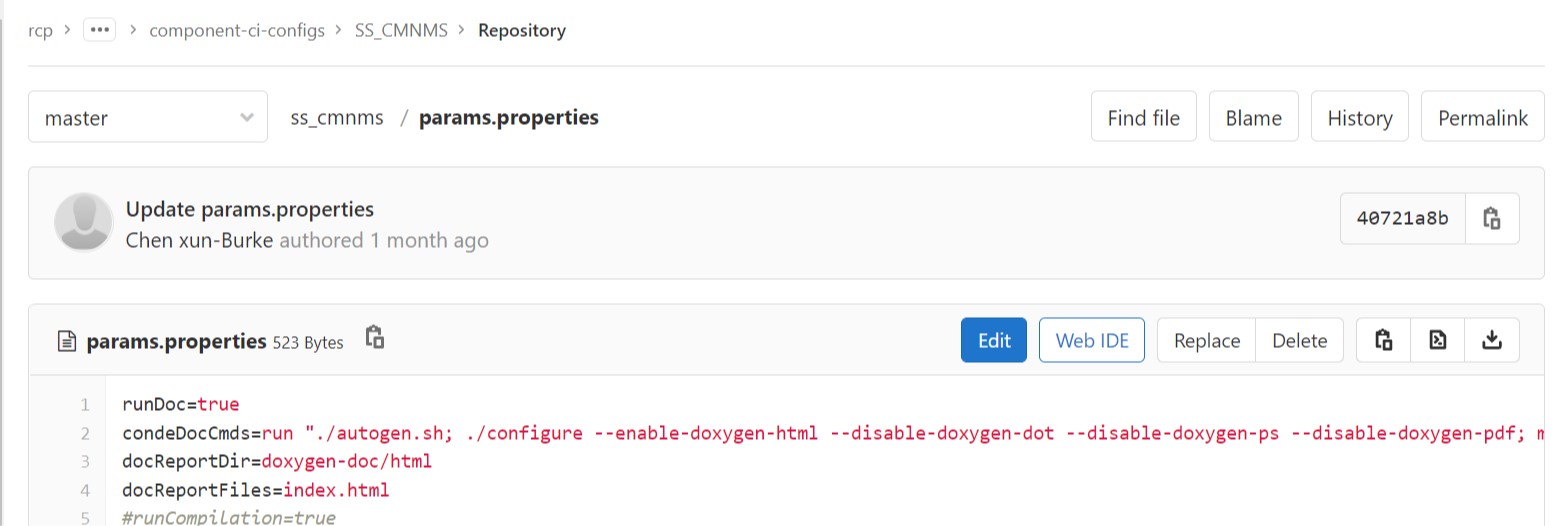 rcp > ... > component-ci-configs > SS_CMNMS > Repository
master ss_cmnms / params.properties Find file Blame History Permalink
Update params.properties
Chen xun-Burke authored 1 month ago
40721a8b
params.properties 523 Bytes Edit Web IDE Replace Delete
1 runDoc=true
2 condeDocCmds=run "./autogen.sh; ./configure --enable-doxygen-html --disable-doxygen-dot --disable-doxygen-ps --disable-doxygen-pdf;
3 docReportDir=doxygen-doc/html
4 docReportFiles=index.html
5 #runCompilation=true